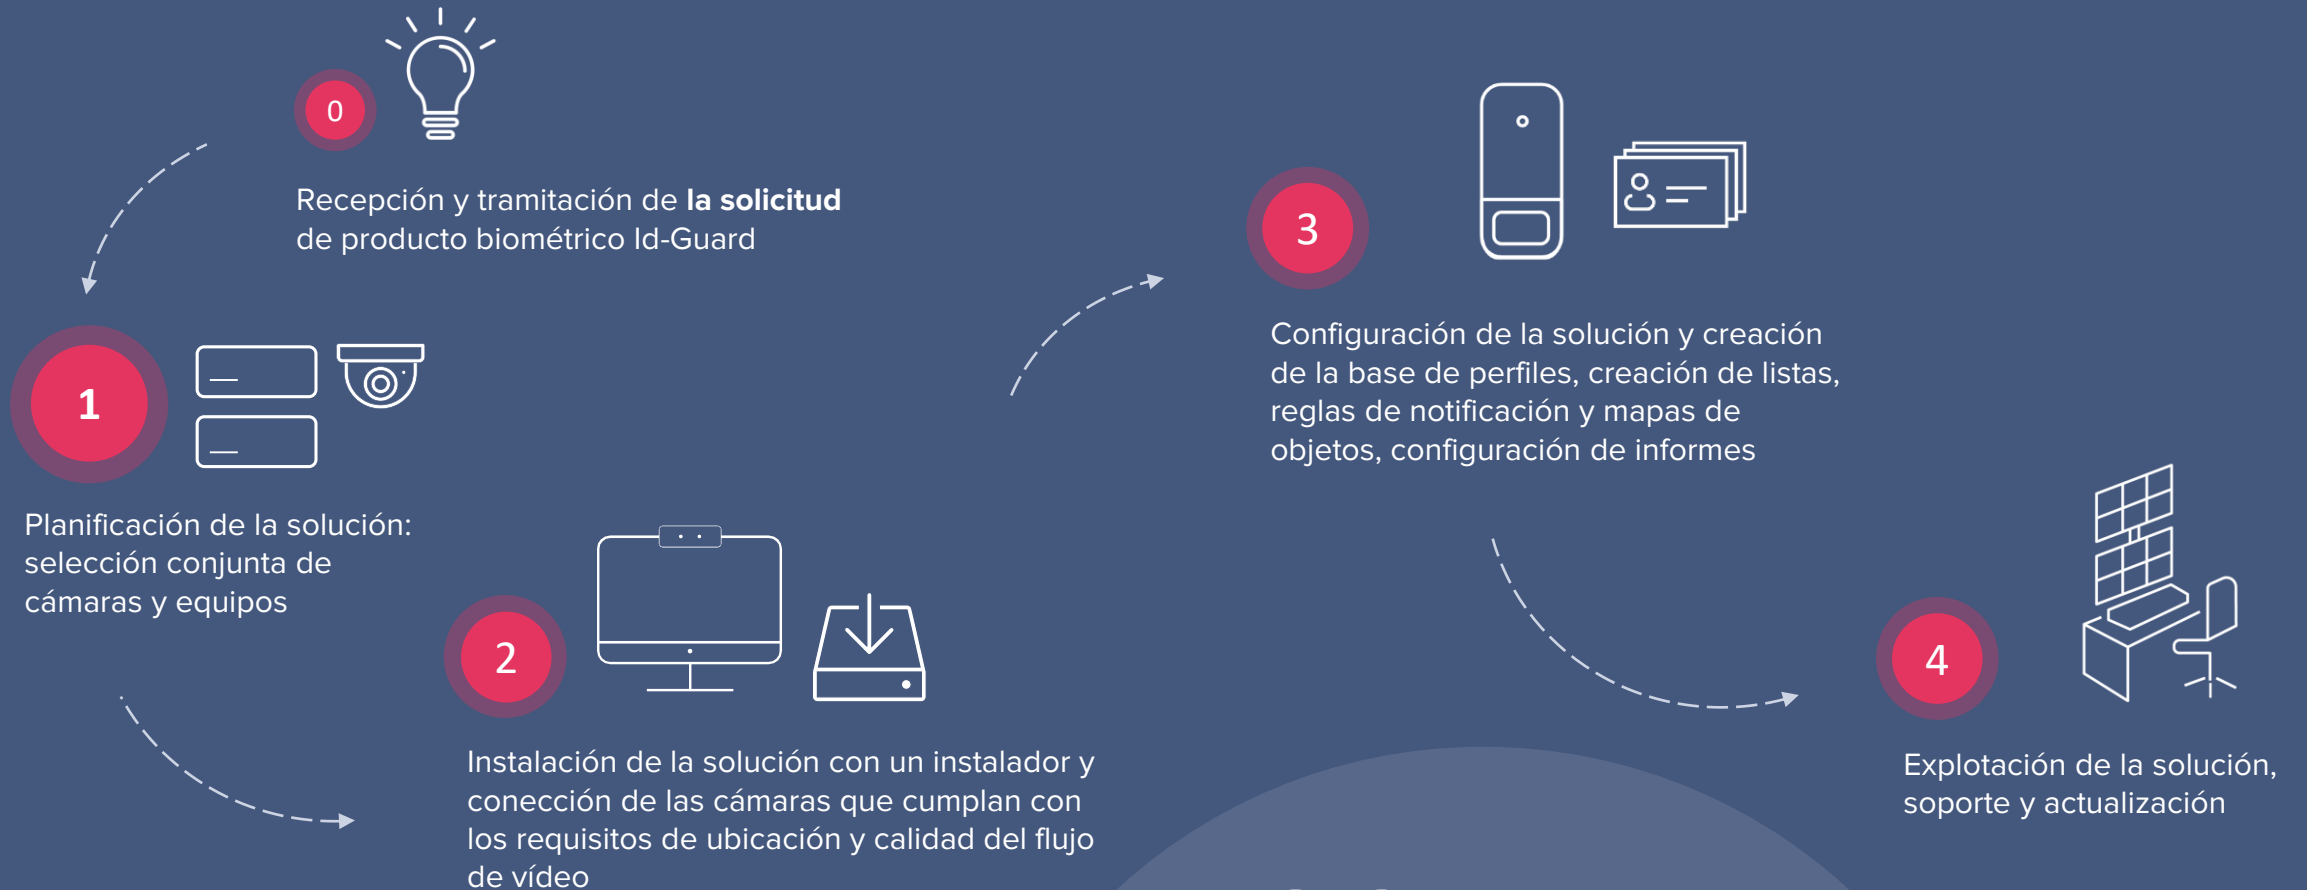 0
Recepción y tramitación de la solicitud
de producto biométrico Id-Guard
1
Planificación de la solución:
selección conjunta de
cámaras y equipos
2
Instalación de la solución con un instalador y
conección de las cámaras que cumplan con
los requisitos de ubicación y calidad del flujo
de vídeo
3
Configuración de la solución y creación
de la base de perfiles, creación de listas,
reglas de notificación y mapas de
objetos, configuración de informes
4
Explotación de la solución,
soporte y actualización